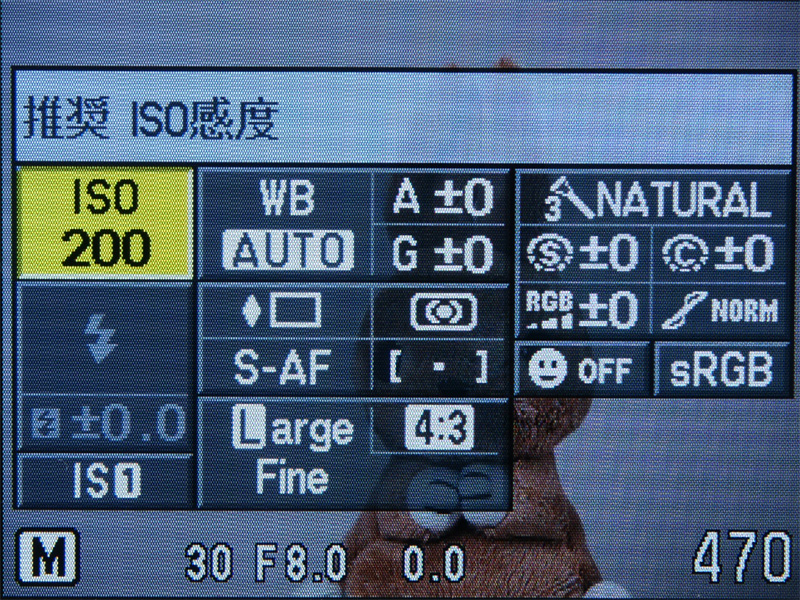 推奨 ISO感度
ISO
200
WB
AUTO
A ±0
G ±0
3 NATURAL
S ±0
C ±0
RGB ±0
NORM
S-AF
[ ▪ ]
OFF
sRGB
±0.0
Large
Fine
4:3
IS1
M
30 F8.0 0.0
470